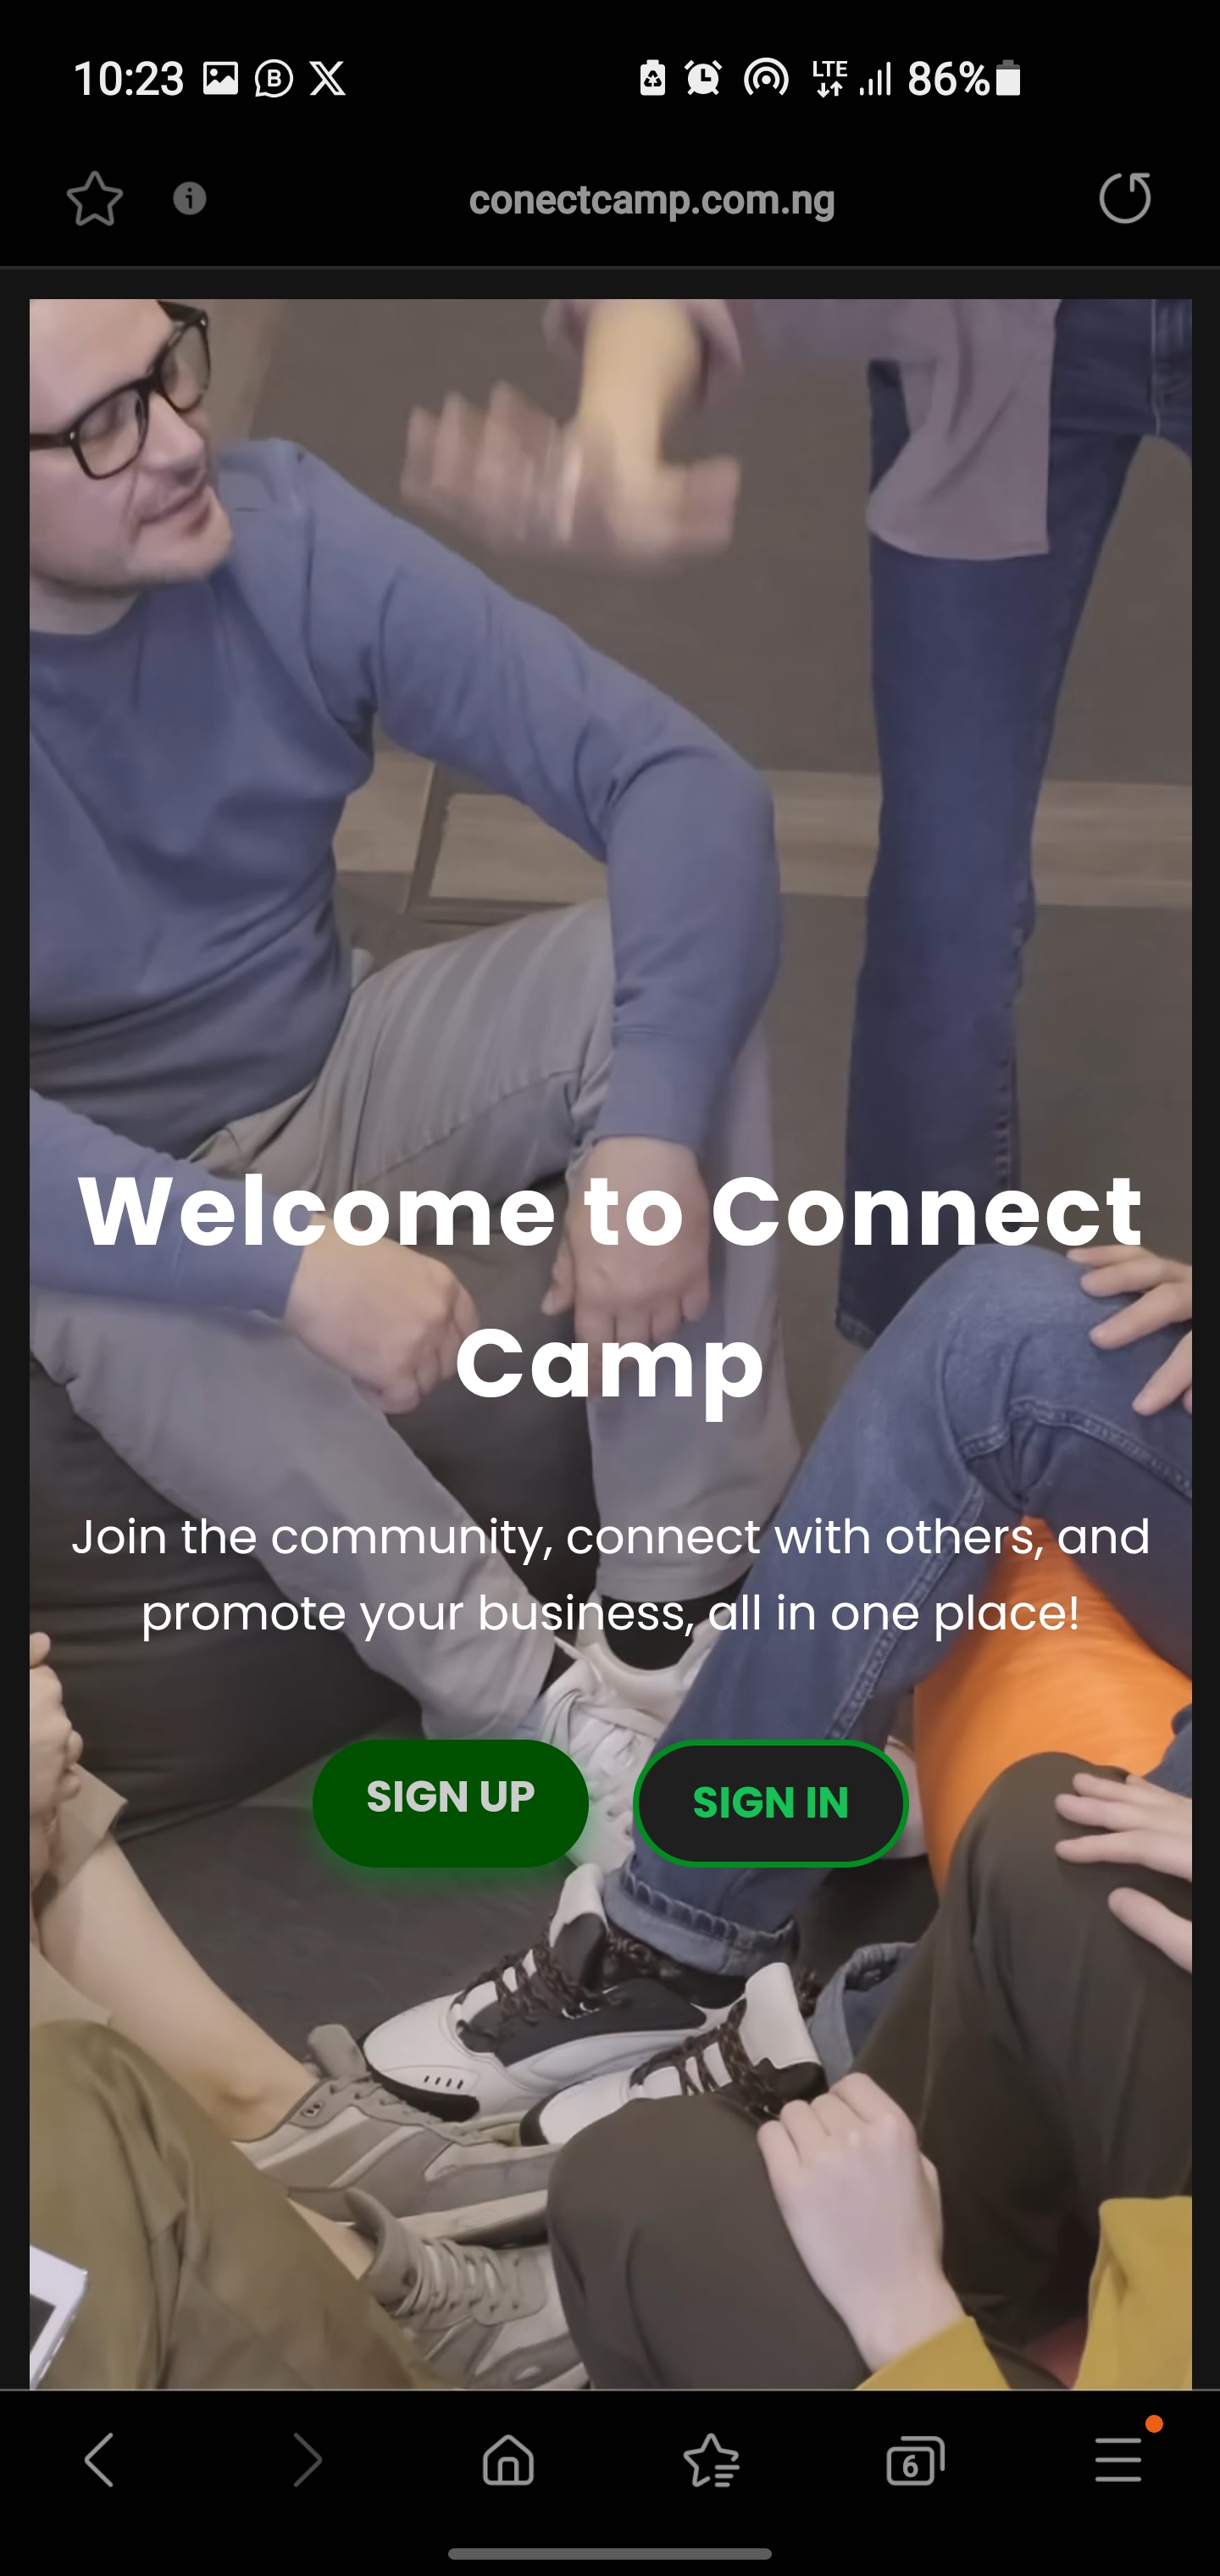 10:23 LTE 86%
conectcamp.com.ng
Welcome to Connect
Camp
Join the community, connect with others, and
promote your business, all in one place!
SIGN UP SIGN IN
6